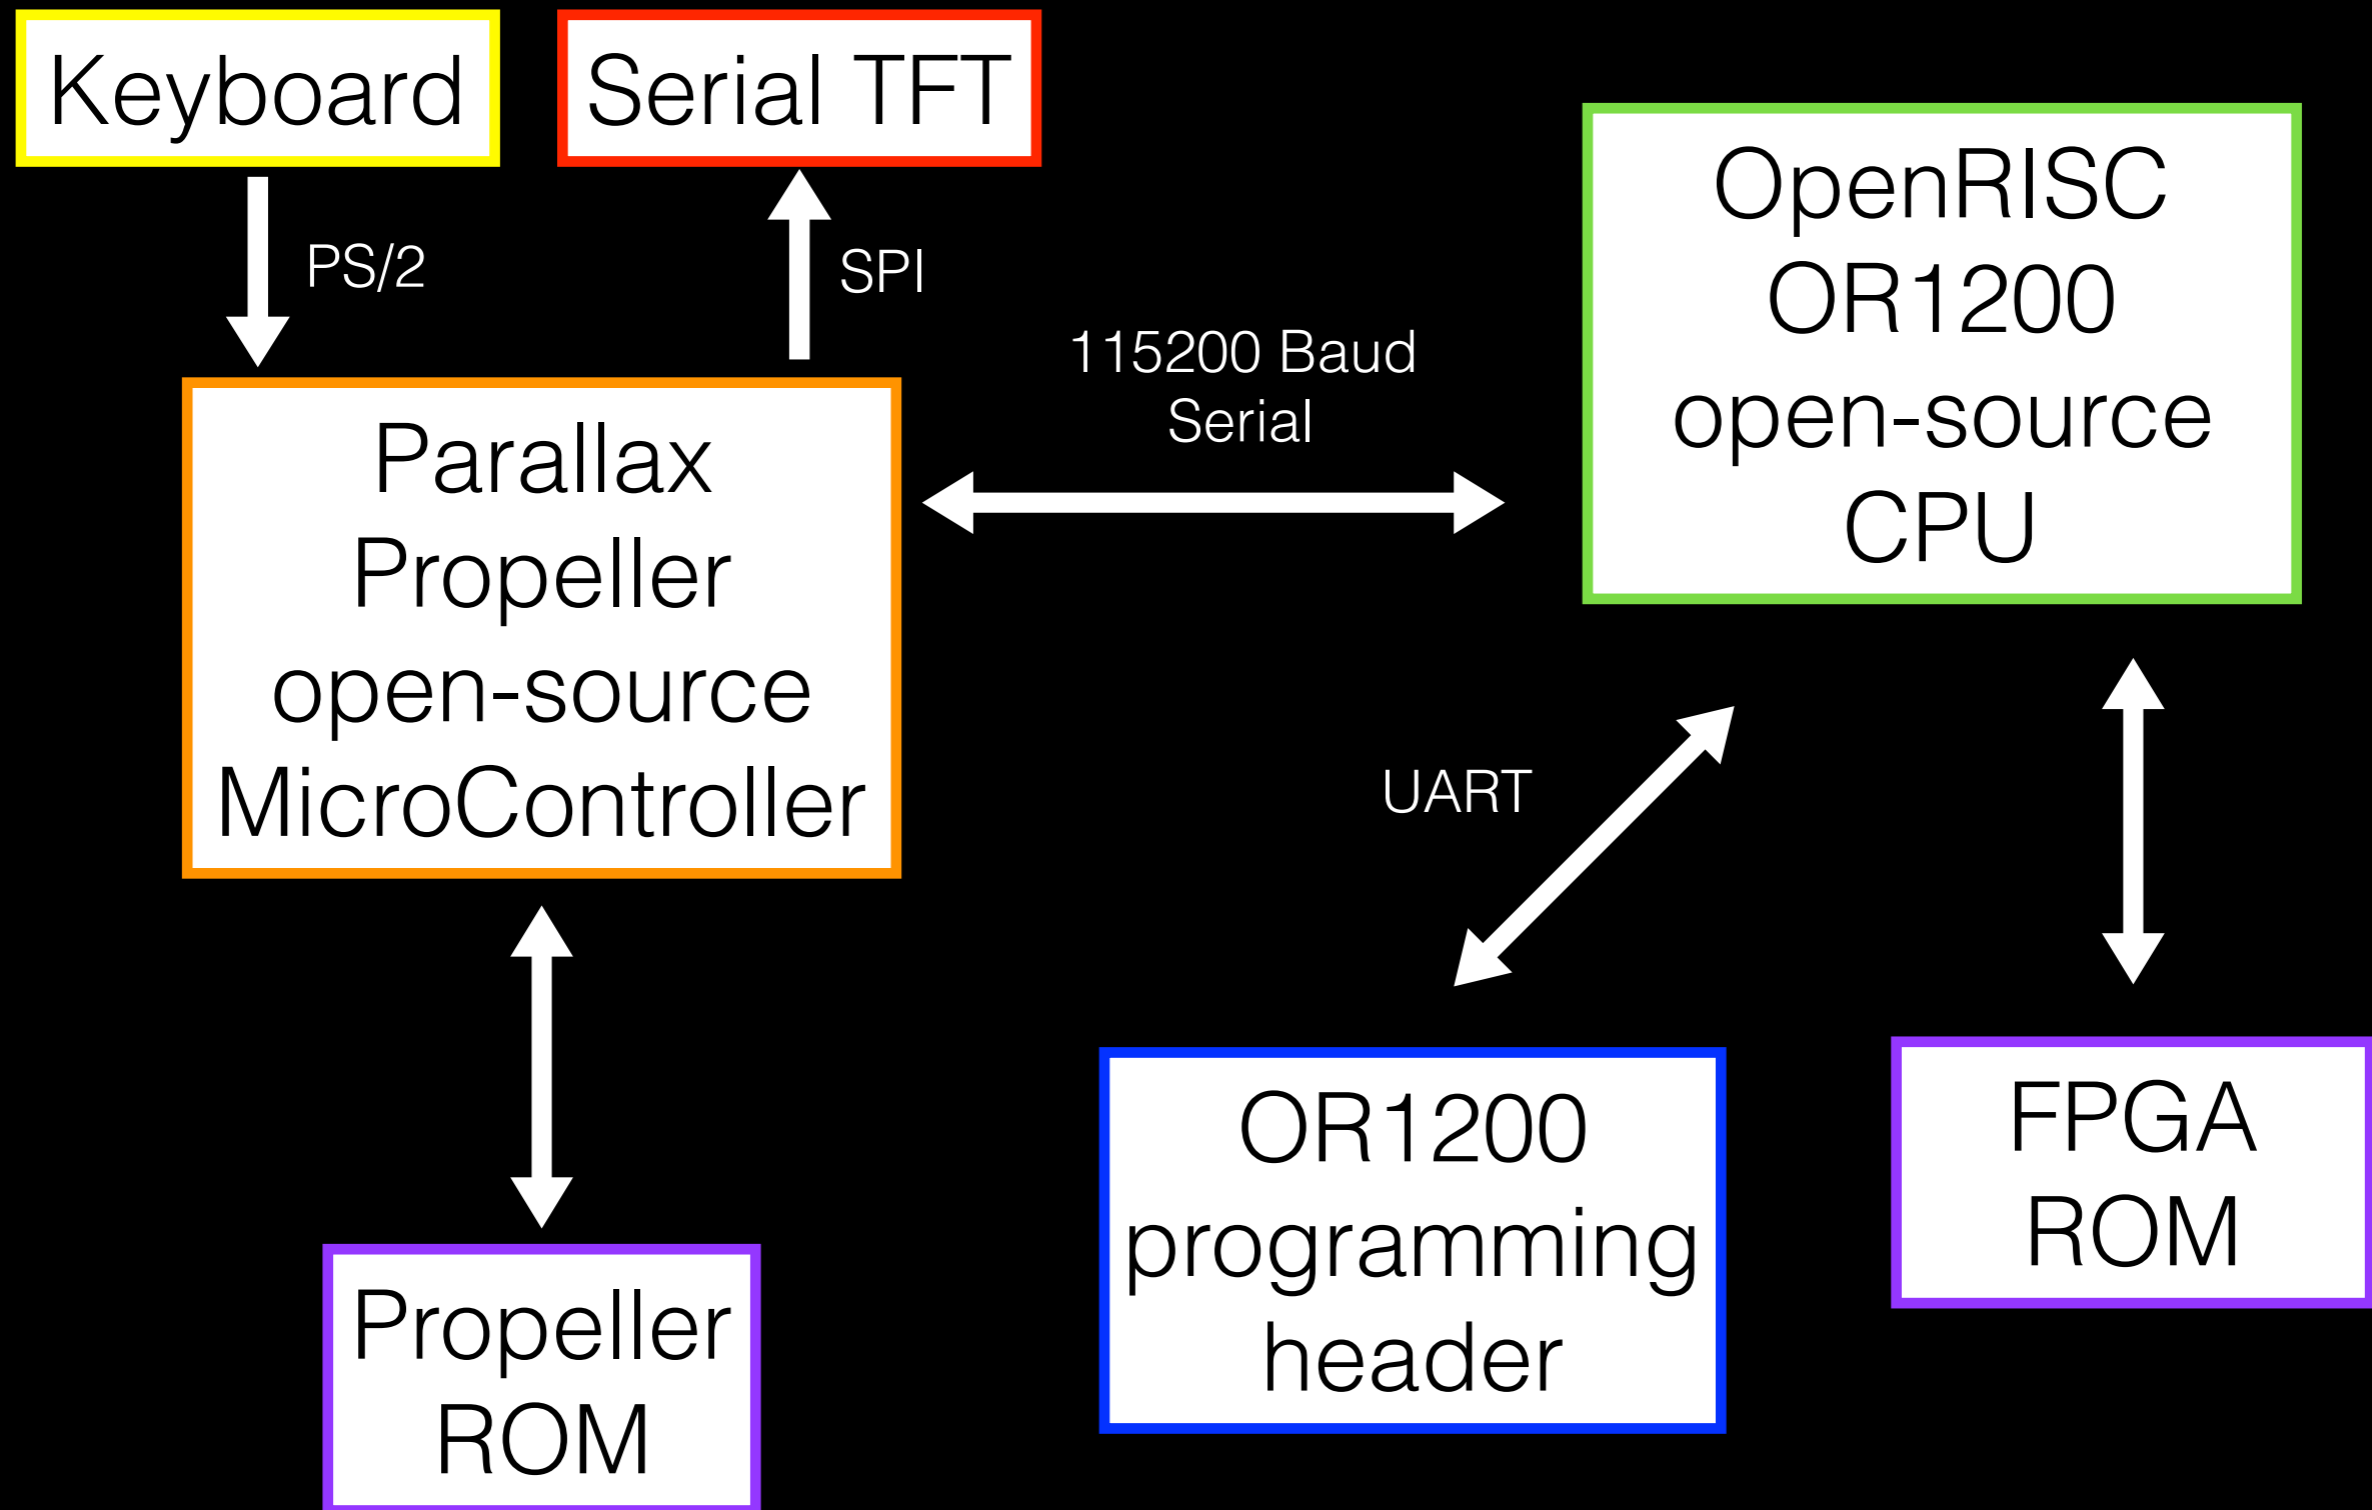 Keyboard
Serial TFT
PS/2
SPI
115200 Baud
Serial
OpenRISC
OR1200
open-source
CPU
Parallax
Propeller
open-source
MicroController
UART
Propeller
ROM
OR1200
programming
header
FPGA
ROM